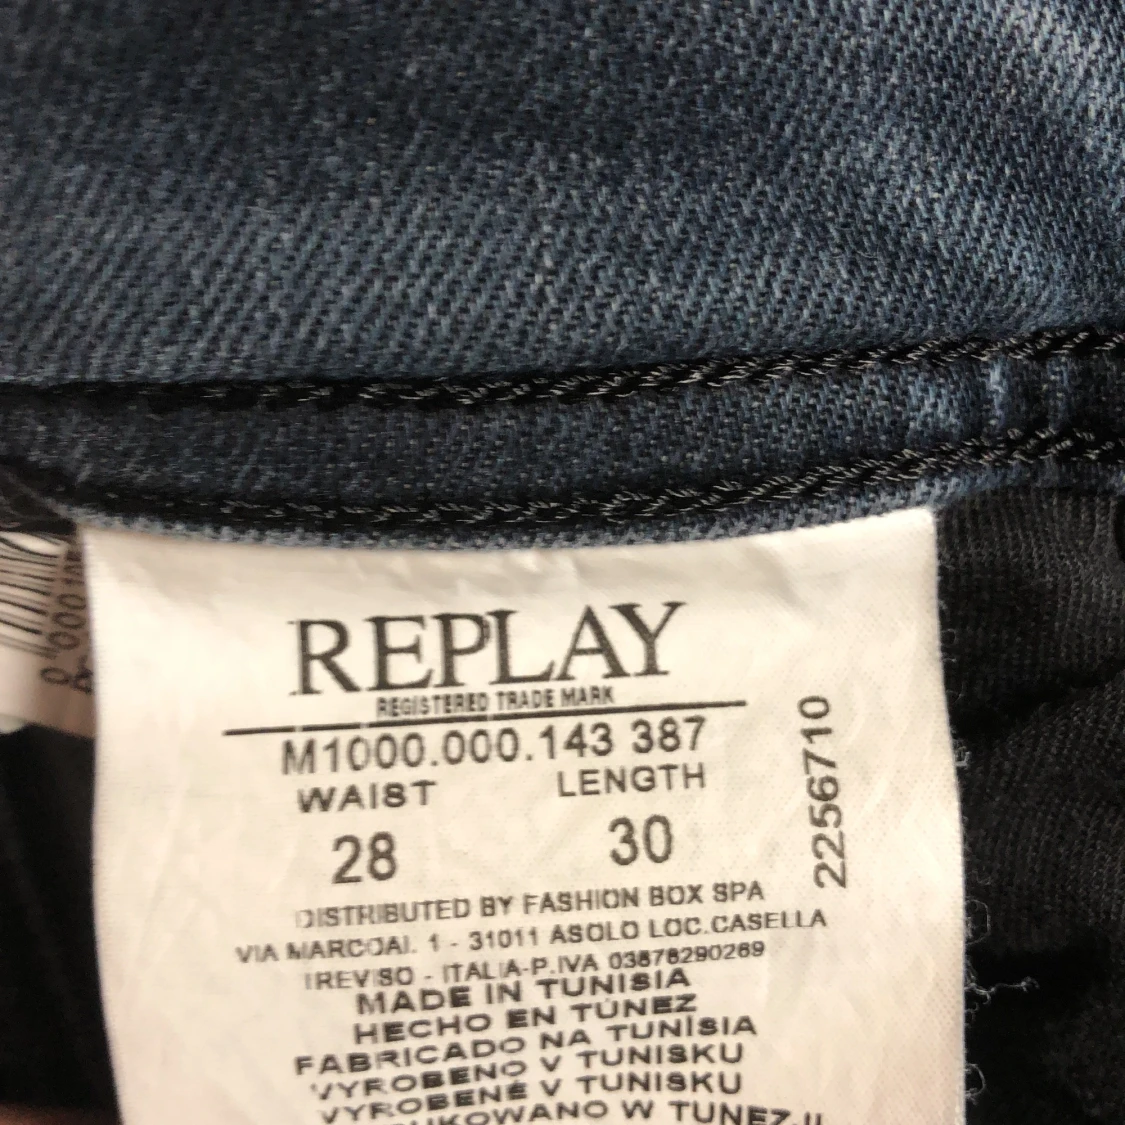 REPLAY
REGISTERED TRADE MARK
M1000.000.143 387
WAIST LENGTH
28 30
2256710
DISTRIBUTED BY FASHION BOX SPA
VIA MARCOAI. 1 - 31011 ASOLO LOC.CASELLA
TREVISO - ITALIA-P.IVA 03876290269
MADE IN TUNISIA
HECHO EN TÚNEZ
FABRICADO NA TUNÍSIA
VYROBENO V TUNISKU
VYROBENÉ V TUNISKU
W TUNEZJI